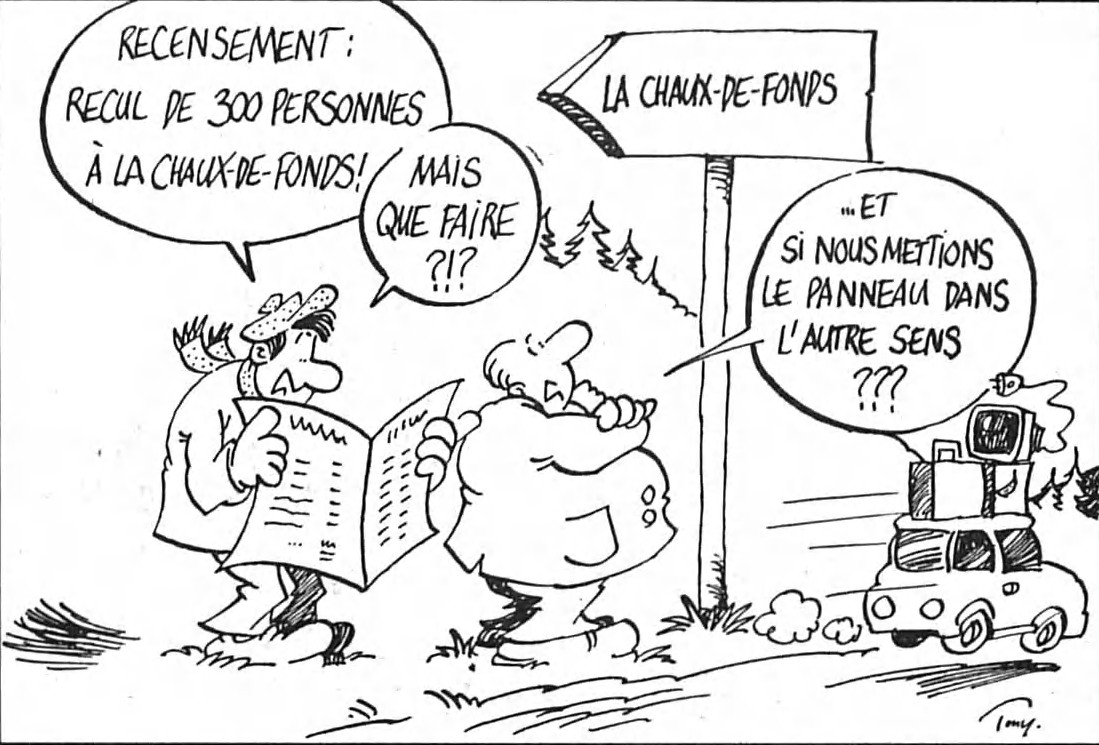 RECENSEMENT :
RECUL DE 300 PERSONNES
À LA CHAUX-DE-FONDS!
MAIS
QUE FAIRE
?!?
LA CHAUX-DE-FONDS
...ET
SI NOUS METTIONS
LE PANNEAU DANS
L'AUTRE SENS
???
Tony.